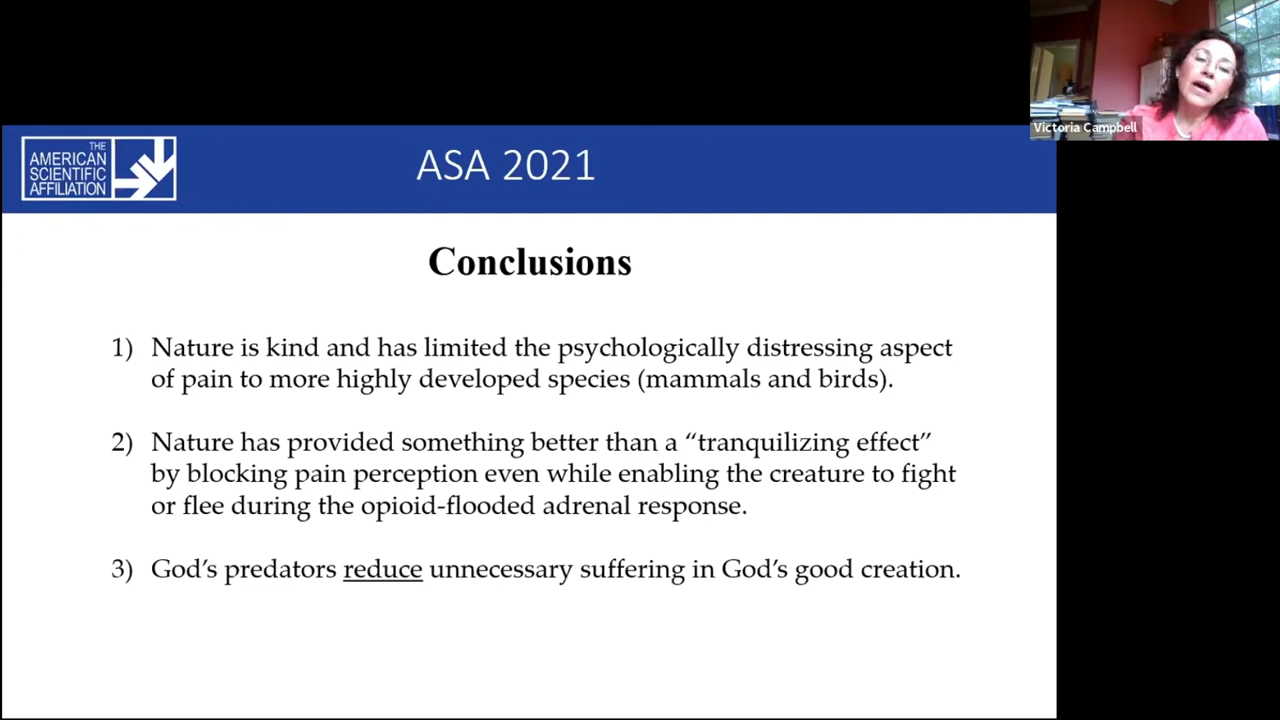 Victoria Campbell
THE
AMERICAN
SCIENTIFIC
AFFILIATION
ASA 2021
Conclusions
1) Nature is kind and has limited the psychologically distressing aspect
of pain to more highly developed species (mammals and birds).
2) Nature has provided something better than a “tranquilizing effect”
by blocking pain perception even while enabling the creature to fight
or flee during the opioid-flooded adrenal response.
3) God’s predators reduce unnecessary suffering in God’s good creation.